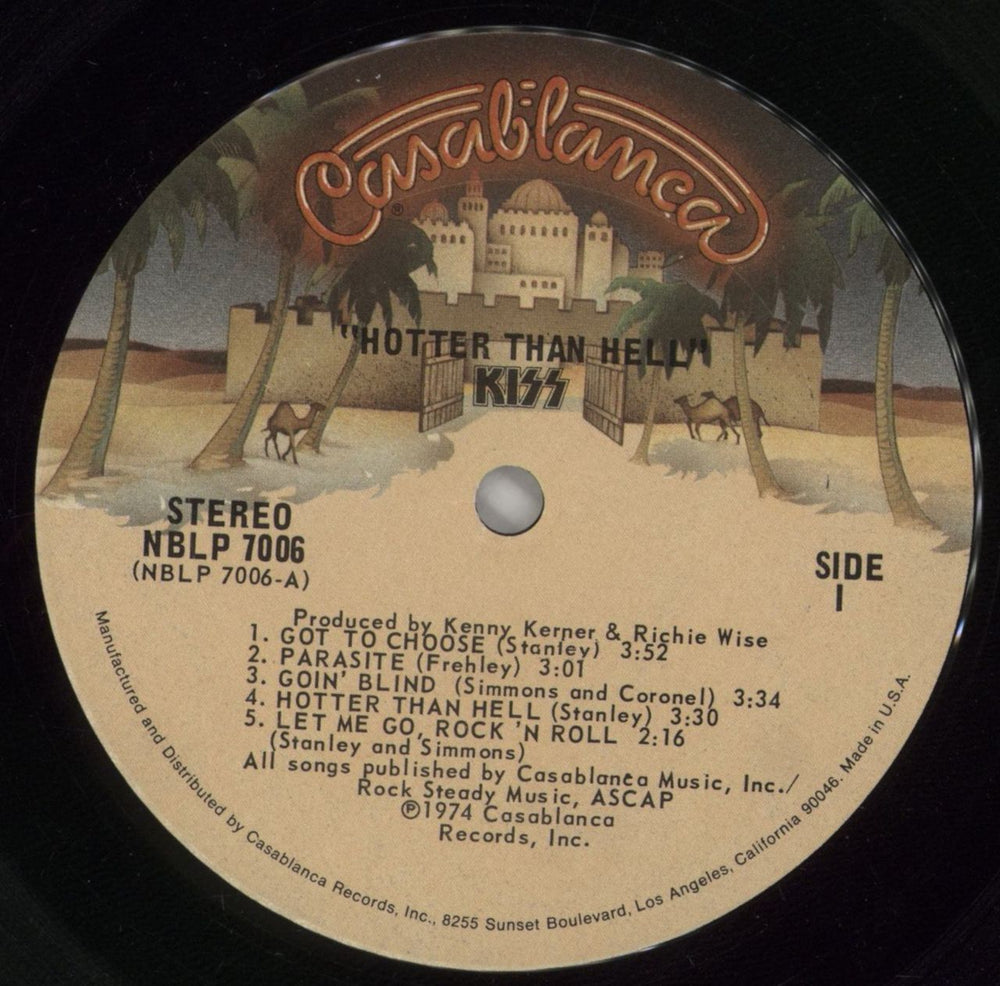 Casablanca
®
"HOTTER THAN HELL"
KISS
STEREO
NBLP 7006
(NBLP 7006-A)
SIDE
1
Produced by Kenny Kerner & Richie Wise
1. GOT TO CHOOSE (Stanley) 3:52
2. PARASITE (Frehley) 3:01
3. GOIN' BLIND (Simmons and Coronel) 3:34
4. HOTTER THAN HELL (Stanley) 3:30
5. LET ME GO, ROCK 'N ROLL 2:16
(Stanley and Simmons)
All songs published by Casablanca Music, Inc./
Rock Steady Music, ASCAP
℗1974 Casablanca
Records, Inc.
Manufactured and Distributed by Casablanca Records, Inc., 8255 Sunset Boulevard, Los Angeles, California 90046. Made in U.S.A.